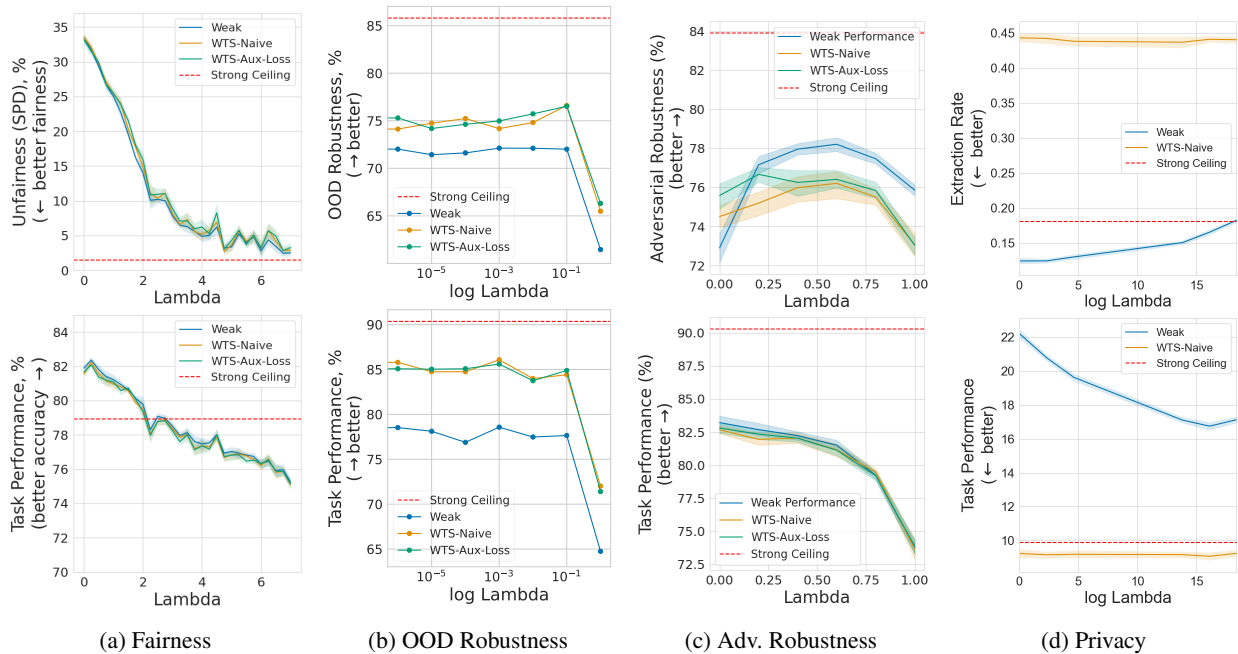 Unfairness (SPD), %
(← better fairness)
35
30
25
20
15
10
5
0
0
2
4
6
Lambda
Weak
WTS-Naive
WTS-Aux-Loss
Strong Ceiling
OOD Robustness, %
(→ better)
85
80
75
70
65
10⁻⁵
10⁻³
10⁻¹
log Lambda
Strong Ceiling
Weak
WTS-Naive
WTS-Aux-Loss
Adversarial Robustness (%)
(better →)
84
82
80
78
76
74
72
0.00
0.25
0.50
0.75
1.00
Lambda
Weak Performance
WTS-Naive
WTS-Aux-Loss
Strong Ceiling
Extraction Rate
(← better)
0.45
0.40
0.35
0.30
0.25
0.20
0.15
0
5
10
15
log Lambda
Weak
WTS-Naive
Strong Ceiling
Task Performance, %
(better accuracy →)
84
82
80
78
76
74
72
70
0
2
4
6
Lambda
Weak
WTS-Naive
WTS-Aux-Loss
Strong Ceiling
Task Performance, %
(→ better)
90
85
80
75
70
65
63
10⁻⁵
10⁻³
10⁻¹
log Lambda
Strong Ceiling
Weak
WTS-Naive
WTS-Aux-Loss
Task Performance (%)
(better →)
90.0
87.5
85.0
82.5
80.0
77.5
75.0
72.5
0.00
0.25
0.50
0.75
1.00
Lambda
Weak Performance
WTS-Naive
WTS-Aux-Loss
Strong Ceiling
Task Performance
(← better)
22
20
18
16
14
12
10
0
5
10
15
log Lambda
Weak
WTS-Naive
Strong Ceiling
(a) Fairness
(b) OOD Robustness
(c) Adv. Robustness
(d) Privacy